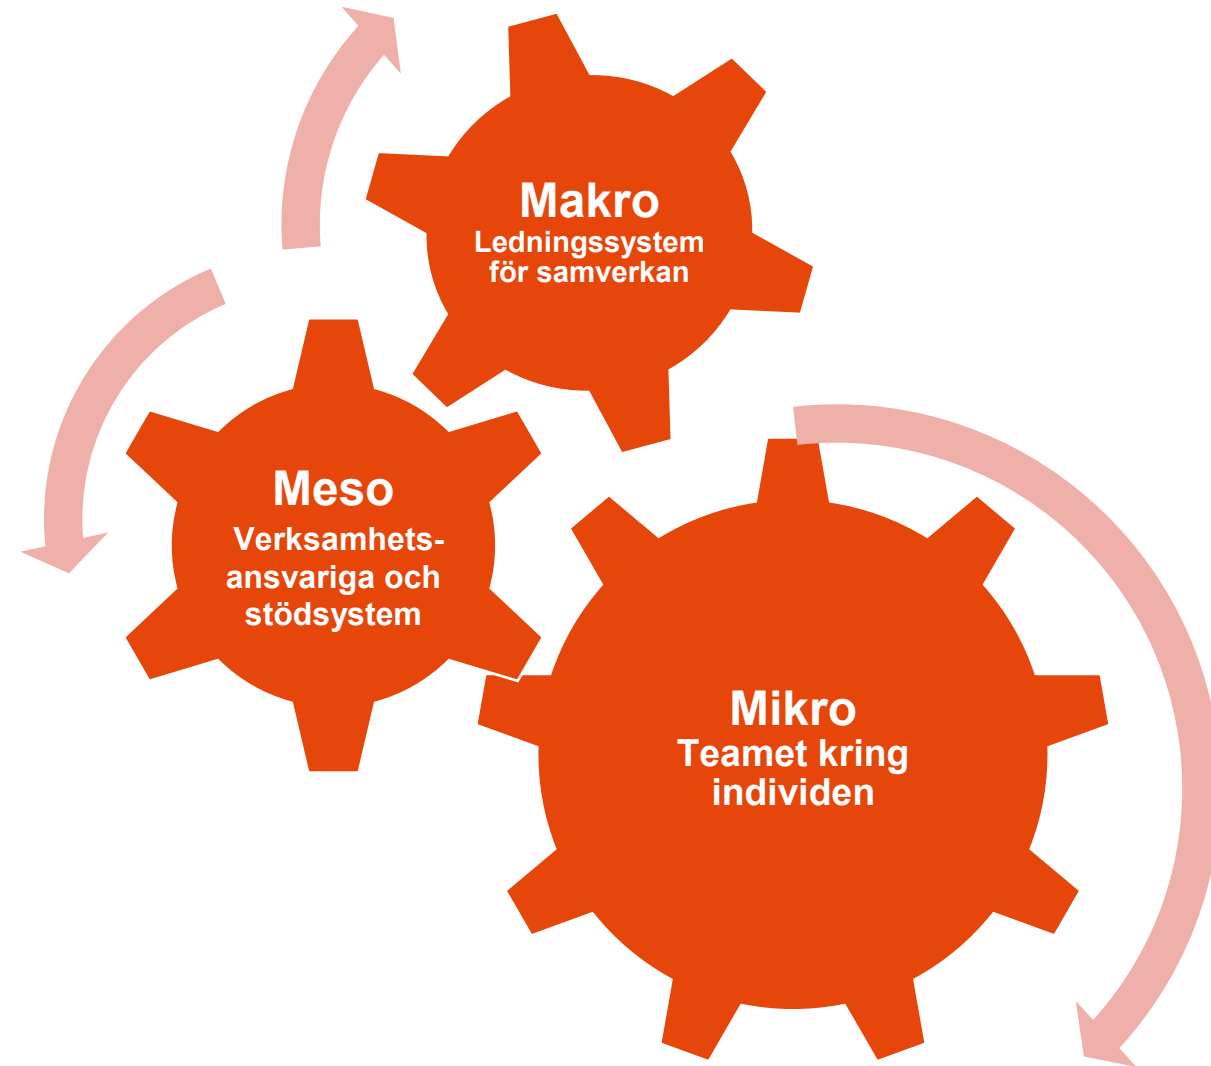 Makro
Ledningssystem
för samverkan
Meso
Verksamhets-
ansvariga och
stödsystem
Mikro
Teamet kring
individen